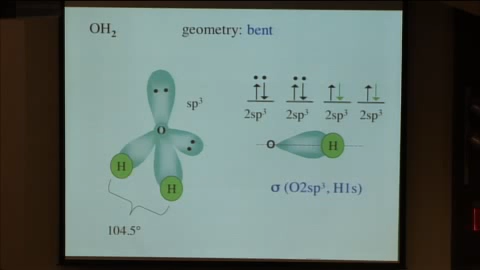 OH₂
geometry: bent
sp³
O
H
H
104.5°
2sp³ 2sp³ 2sp³ 2sp³
O H
σ (O2sp³, H1s)